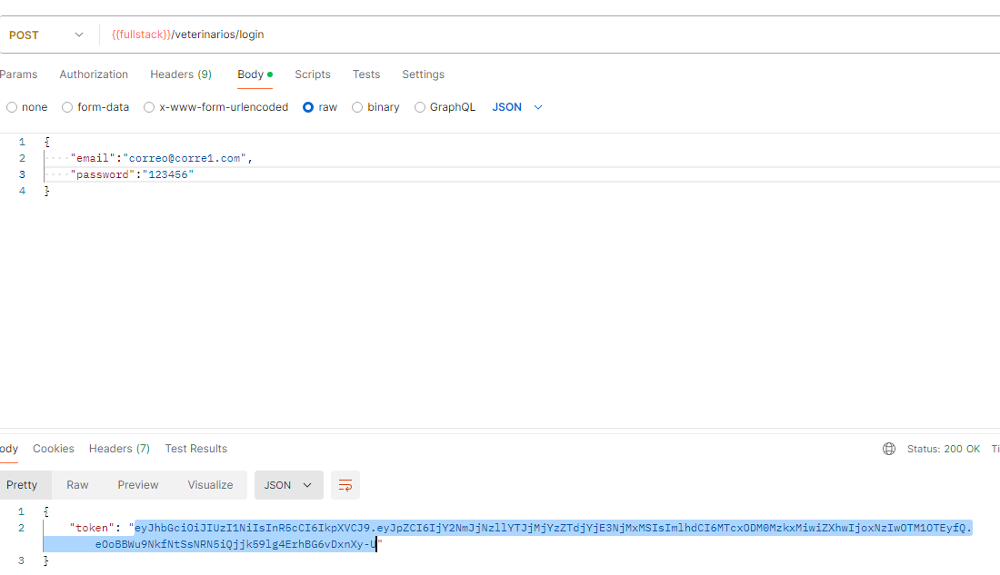 POST {{fullstack}}/veterinarios/login
Params Authorization Headers (9) Body Scripts Tests Settings
none form-data x-www-form-urlencoded raw binary GraphQL JSON
1 {
2 "email":"correo@corre1.com",
3 "password":"123456"
4 }
ody Cookies Headers (7) Test Results Status: 200 OK Ti
Pretty Raw Preview Visualize JSON
1 {
2 "token": "eyJhbGciOiJIUzI1NiIsInR5cCI6IkpXVCJ9.eyJpZCI6IjY2NmJjNzllYTJjMjYzZTdjYjE3NjMxMSIsImlhdCI6MTcxODM0MzkxMiwiZXhwIjoxNzIwOTM1OTEyfQ.
eOoBBWu9NkfNtSsNRN5iQjjk59lg4ErhBG6vDxnXy-U"
3 }